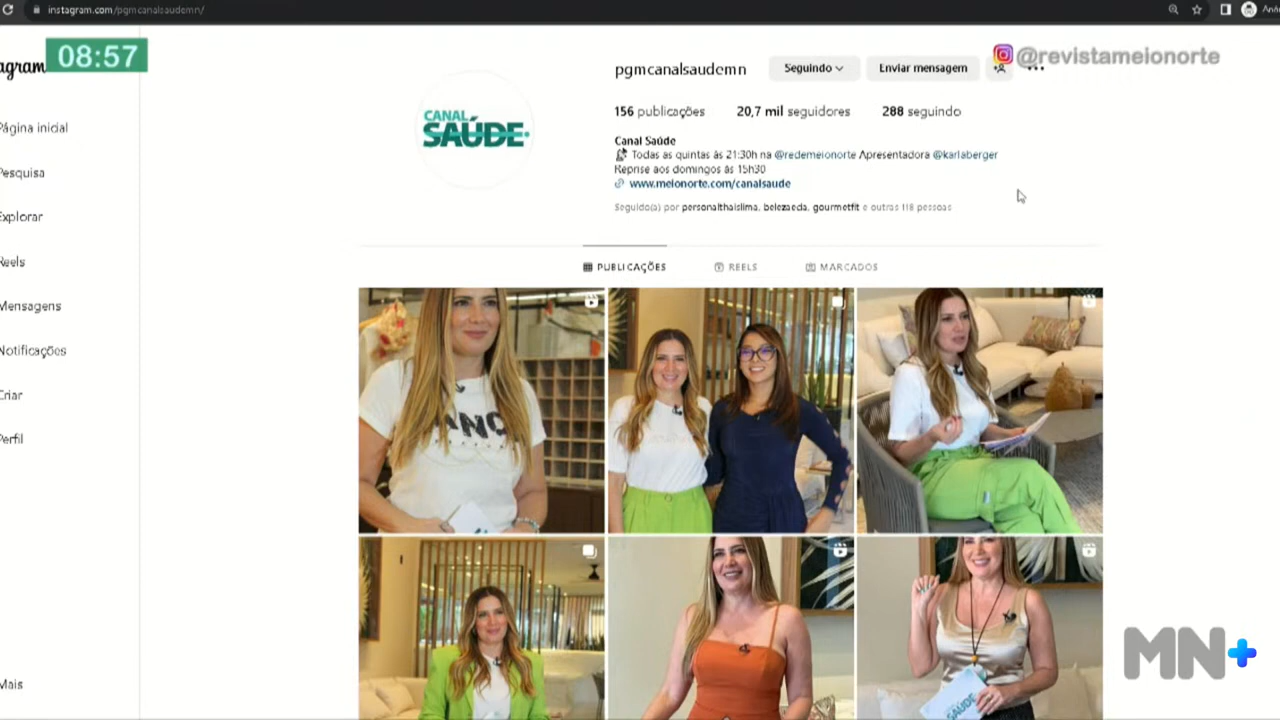 instagram.com/pgmcanalsaudemn/
08:57
agram
@revistameionorte
Página inicial
Pesquisa
Explorar
Reels
Mensagens
Notificações
Criar
Perfil
Mais
CANAL
SAÚDE
pgmcanalsaudemn
Seguindo
Enviar mensagem
156 publicações
20,7 mil seguidores
288 seguindo
Canal Saúde
Todas as quintas às 21:30h na @redemeionorte Apresentadora @karlaberger
Reprise aos domingos às 15h30
www.meionorte.com/canalsaude
Seguido(a) por personalthaislima, belezaeda, gourmetfit e outras 118 pessoas
PUBLICAÇÕES
REELS
MARCADOS
SAÚDE
MN+